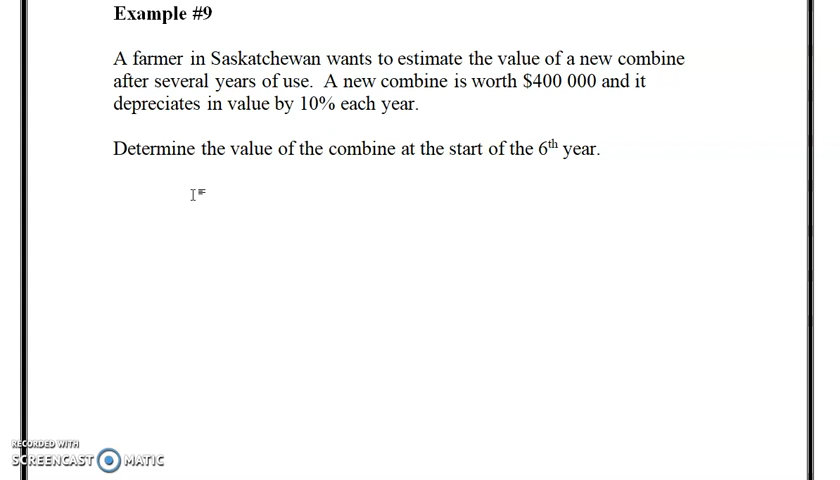 Example #9
A farmer in Saskatchewan wants to estimate the value of a new combine
after several years of use.  A new combine is worth $400 000 and it
depreciates in value by 10% each year.
Determine the value of the combine at the start of the 6th year.
RECORDED WITH
SCREENCAST MATIC